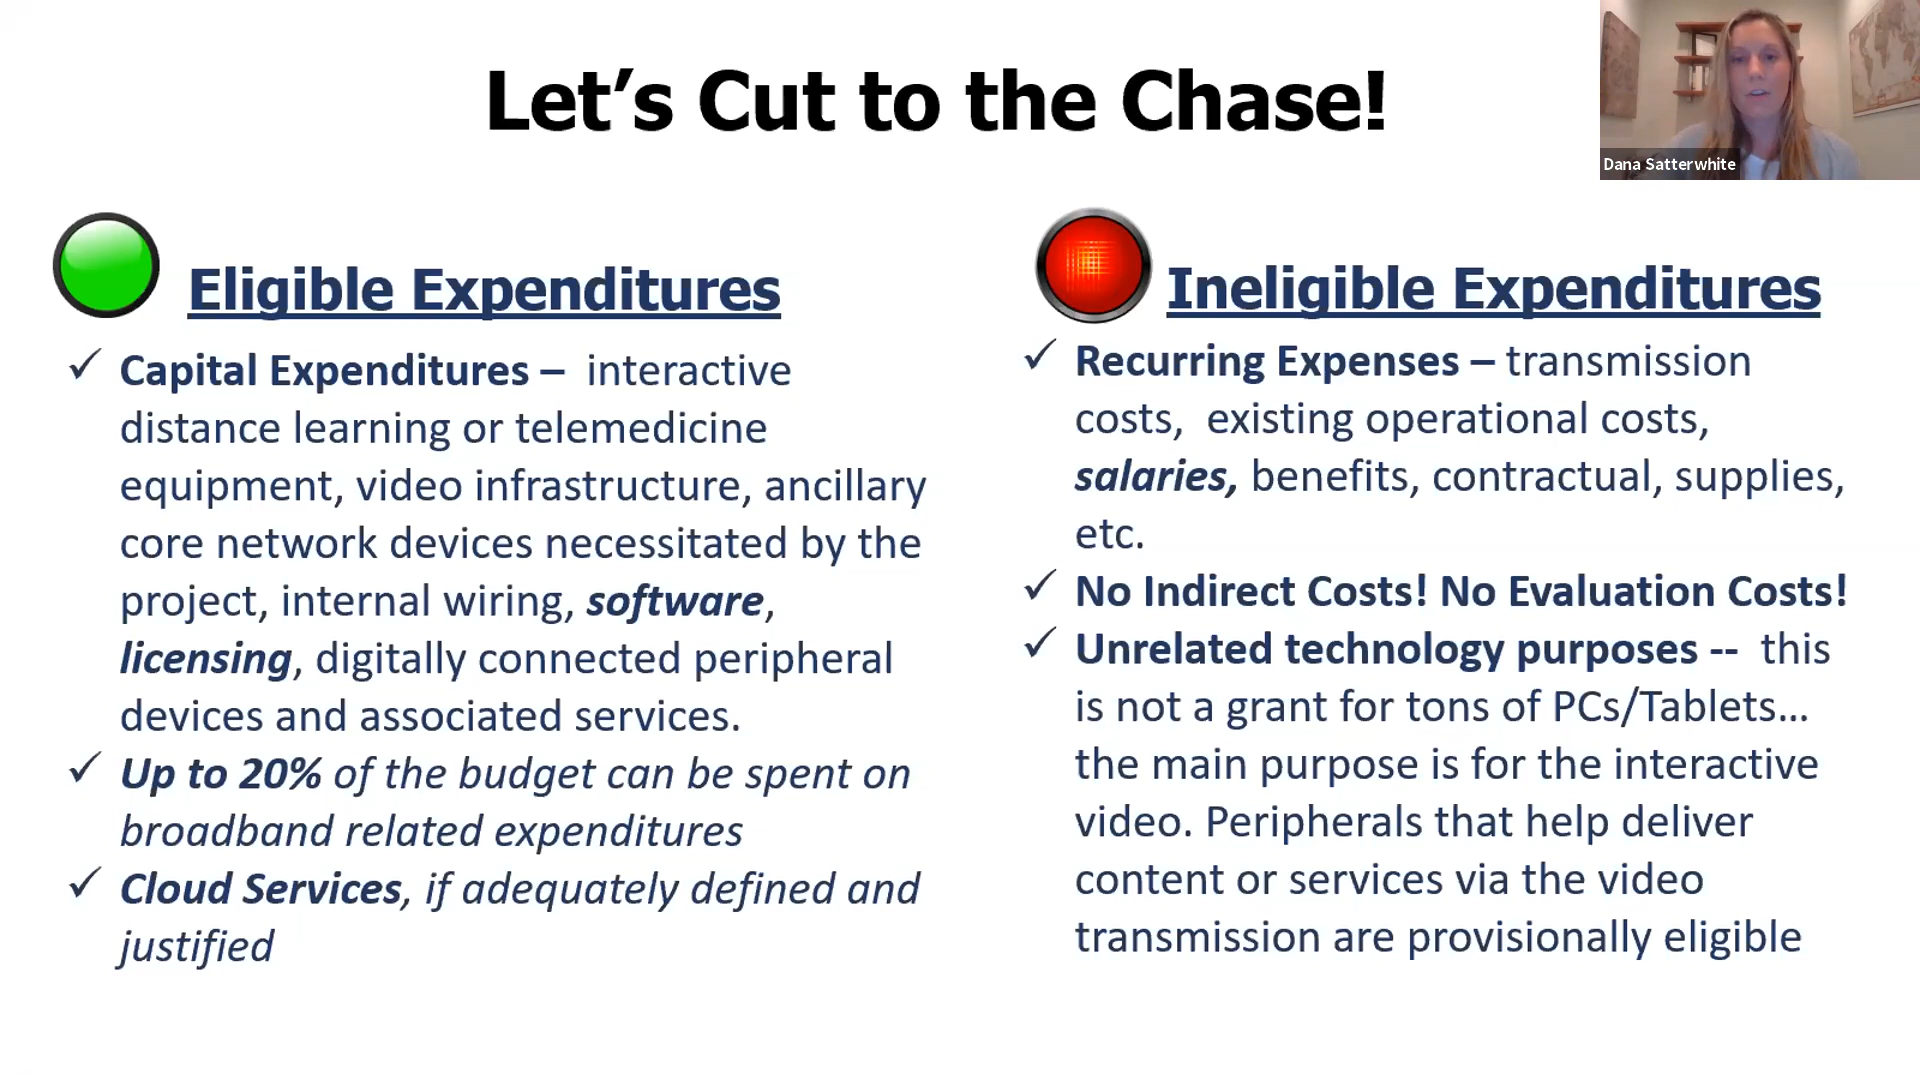 Let's Cut to the Chase!
Dana Satterwhite
Eligible Expenditures
✓ Capital Expenditures – interactive
distance learning or telemedicine
equipment, video infrastructure, ancillary
core network devices necessitated by the
project, internal wiring, software,
licensing, digitally connected peripheral
devices and associated services.
✓ Up to 20% of the budget can be spent on
broadband related expenditures
✓ Cloud Services, if adequately defined and
justified
Ineligible Expenditures
✓ Recurring Expenses – transmission
costs, existing operational costs,
salaries, benefits, contractual, supplies,
etc.
✓ No Indirect Costs! No Evaluation Costs!
✓ Unrelated technology purposes -- this
is not a grant for tons of PCs/Tablets…
the main purpose is for the interactive
video. Peripherals that help deliver
content or services via the video
transmission are provisionally eligible